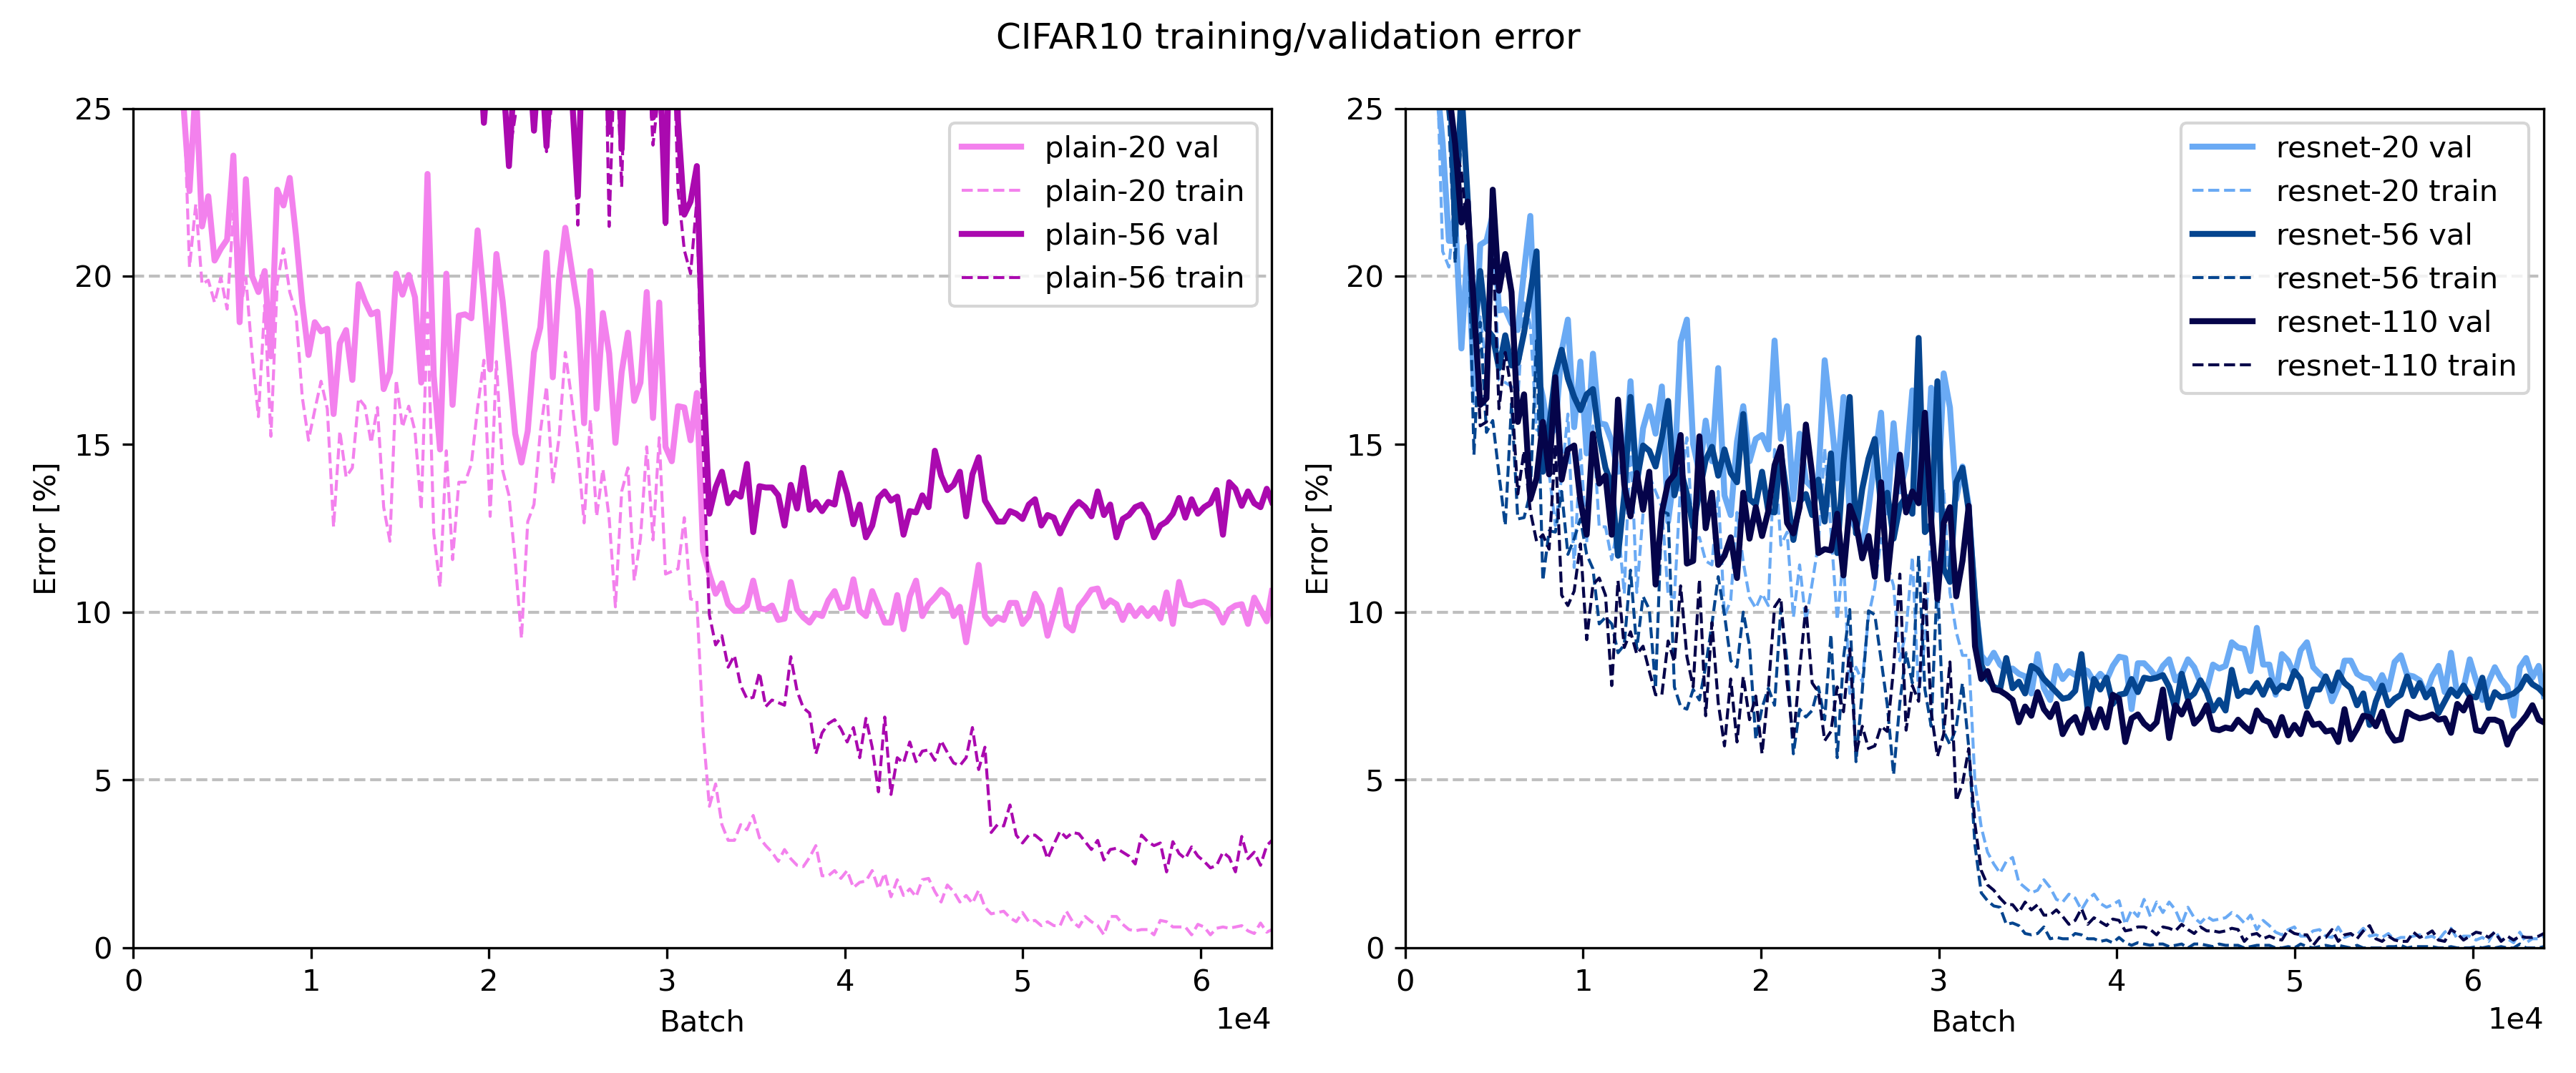 CIFAR10 training/validation error
Error [%]
25
20
15
10
5
0
plain-20 val
plain-20 train
plain-56 val
plain-56 train
0 1 2 3 4 5 6
1e4
Batch
Error [%]
25
20
15
10
5
0
resnet-20 val
resnet-20 train
resnet-56 val
resnet-56 train
resnet-110 val
resnet-110 train
0 1 2 3 4 5 6
1e4
Batch